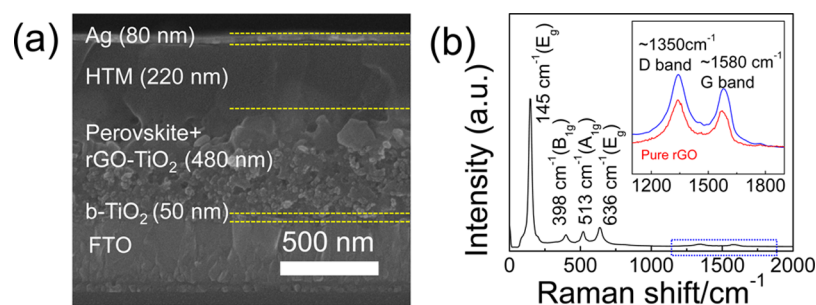 (a)
Ag (80 nm)
HTM (220 nm)
Perovskite+
rGO-TiO₂ (480 nm)
b-TiO₂ (50 nm)
FTO
500 nm
(b)
Intensity (a.u.)
145 cm⁻¹(E_g)
398 cm⁻¹(B₁g)
513 cm⁻¹(A₁g)
636 cm⁻¹(E_g)
~1350cm⁻¹
D band
~1580 cm⁻¹
G band
Pure rGO
1200 1500 1800
0 500 1000 1500 2000
Raman shift/cm⁻¹